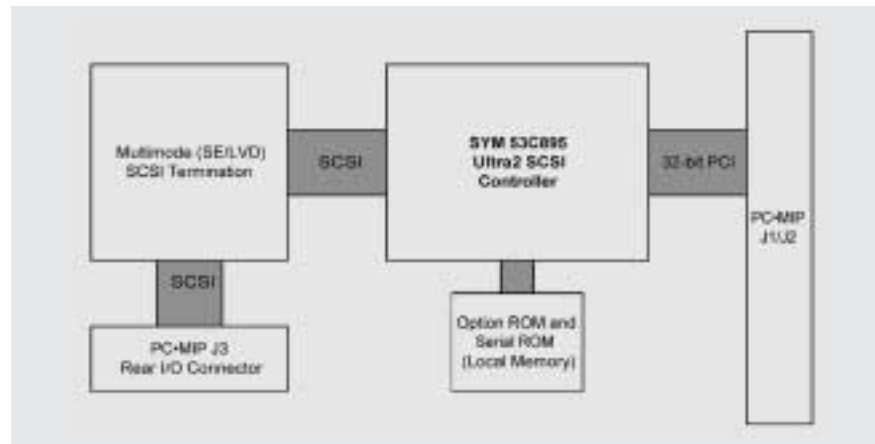 Multimode (SE/LVD)
SCSI Termination
SCSI
SYM 53C895
Ultra2 SCSI
Controller
32-bit PCI
PC•MIP
J1/J2
SCSI
PC•MIP J3
Rear I/O Connector
Option ROM and
Serial ROM
(Local Memory)